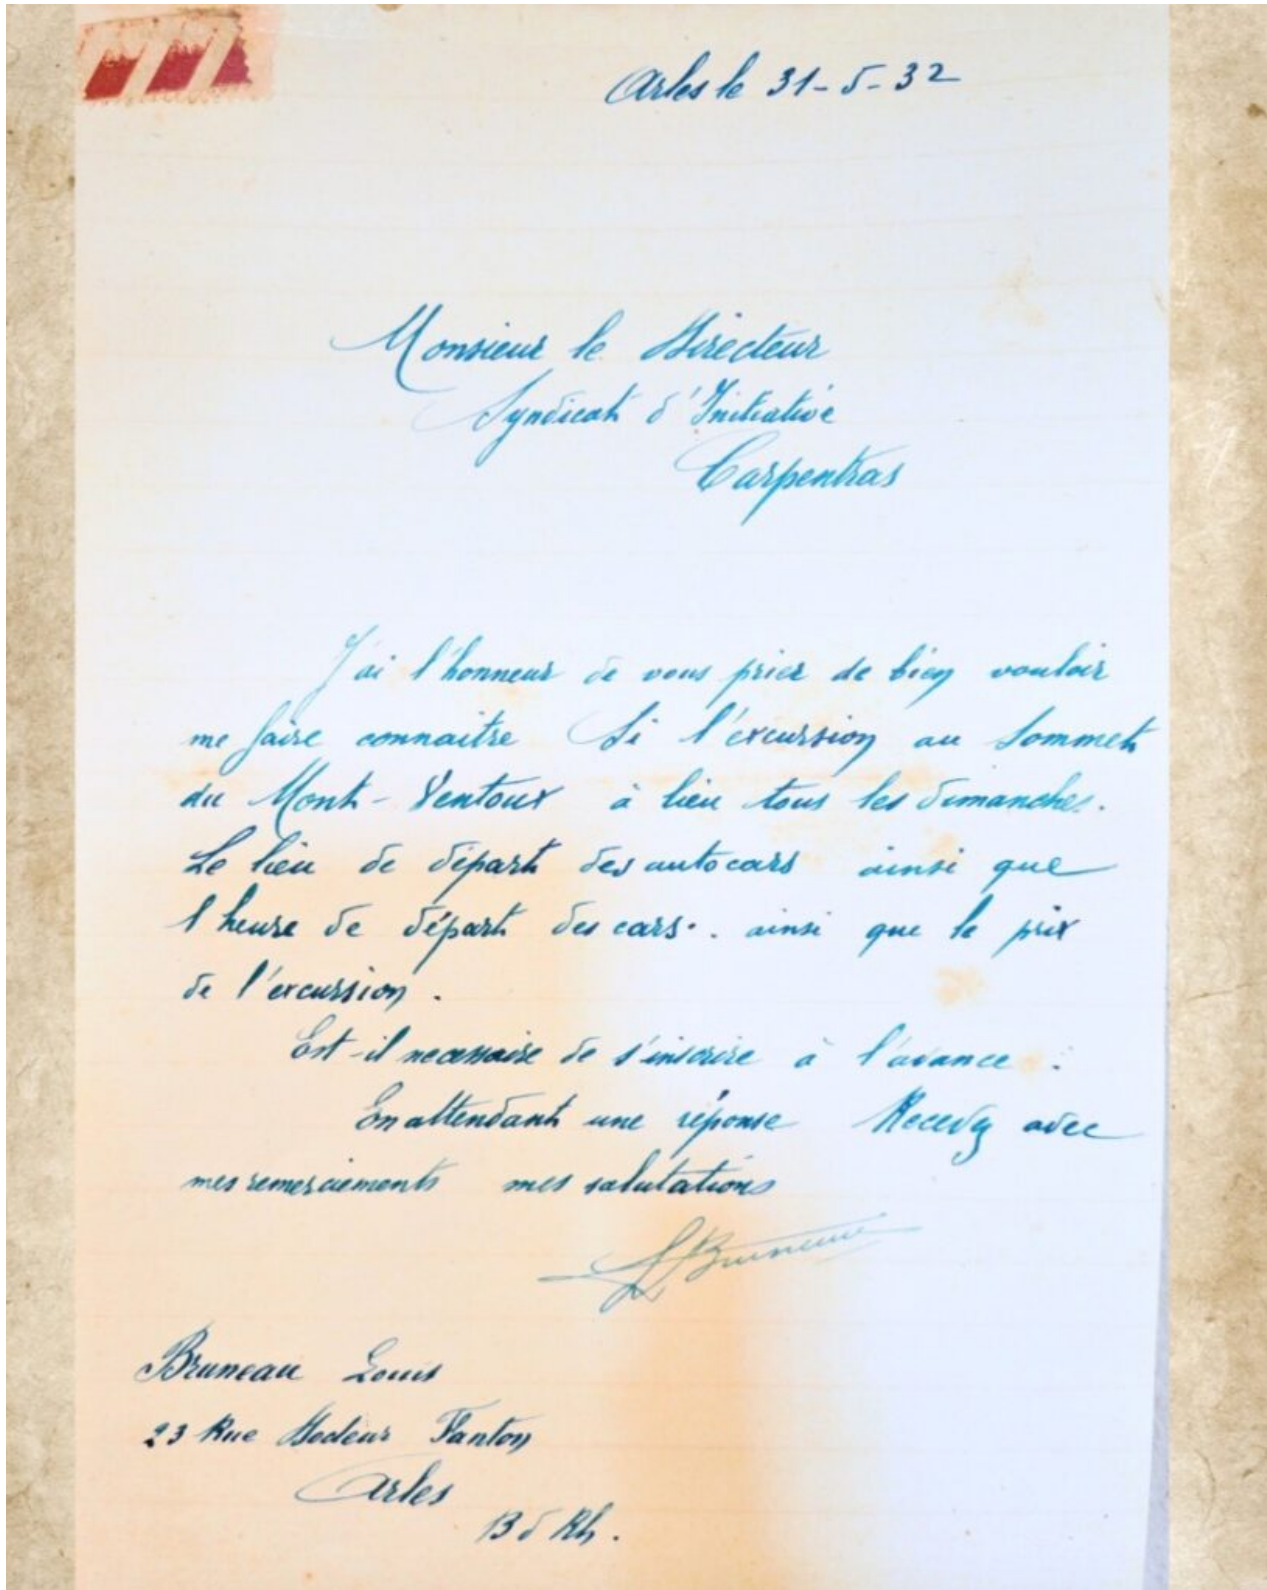 Arles le 31-5-32
Monsieur le Directeur
Syndicat d'Initiative
Carpentras
J'ai l'honneur de vous prier de bien vouloir
me faire connaitre Si l'excursion au Sommet
du Mont-Ventoux à lieu tous les dimanches.
Le lieu de départ des autocars ainsi que
l'heure de départ des cars. . ainsi que le prix
de l'excursion.
Est-il necessaire de s'inscrire à l'avance :
En attendant une réponse Recevez avec
mes remerciements mes salutations
LBruneau
Bruneau Louis
23 Rue Docteur Fanton
Arles
B d Rh.